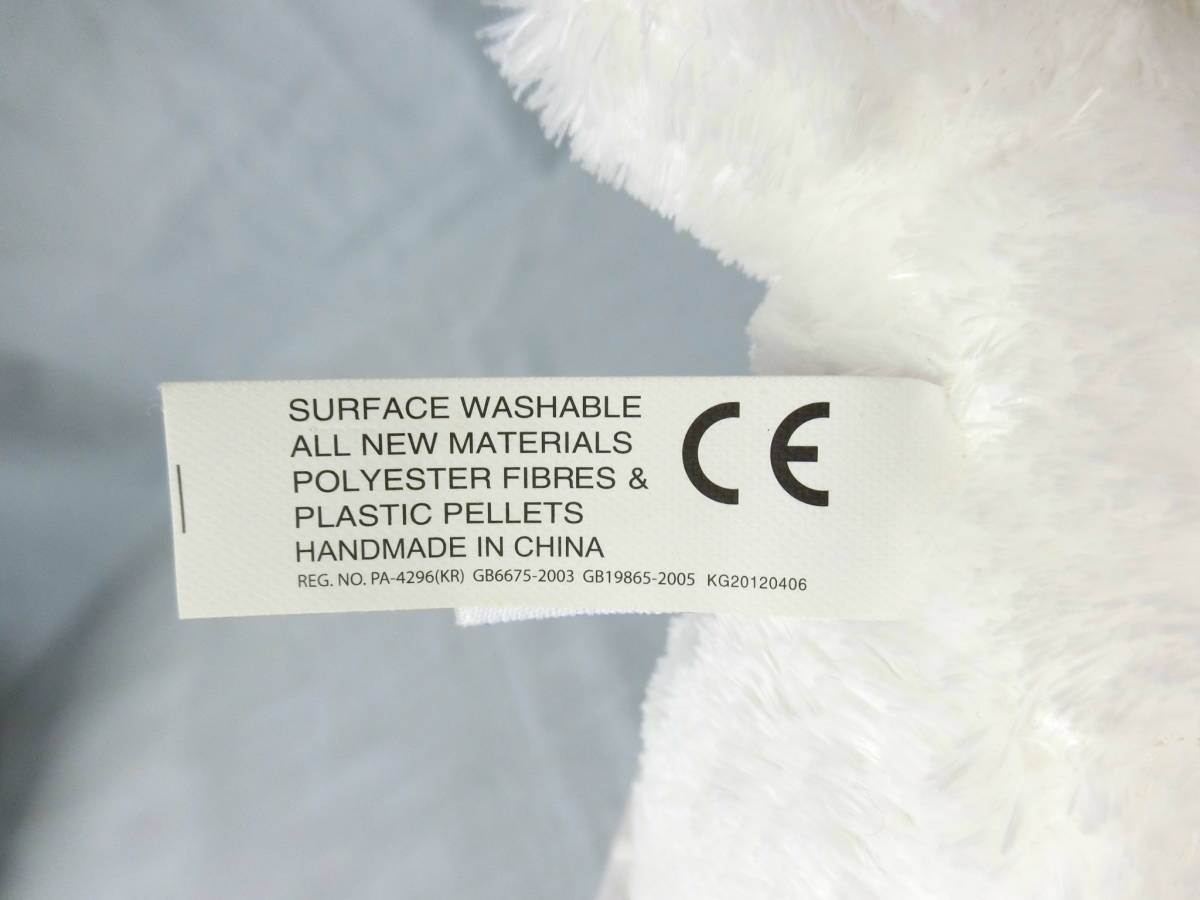 SURFACE WASHABLE
ALL NEW MATERIALS
POLYESTER FIBRES &
PLASTIC PELLETS
HANDMADE IN CHINA
REG. NO. PA-4296(KR) GB6675-2003 GB19865-2005 KG20120406
CE